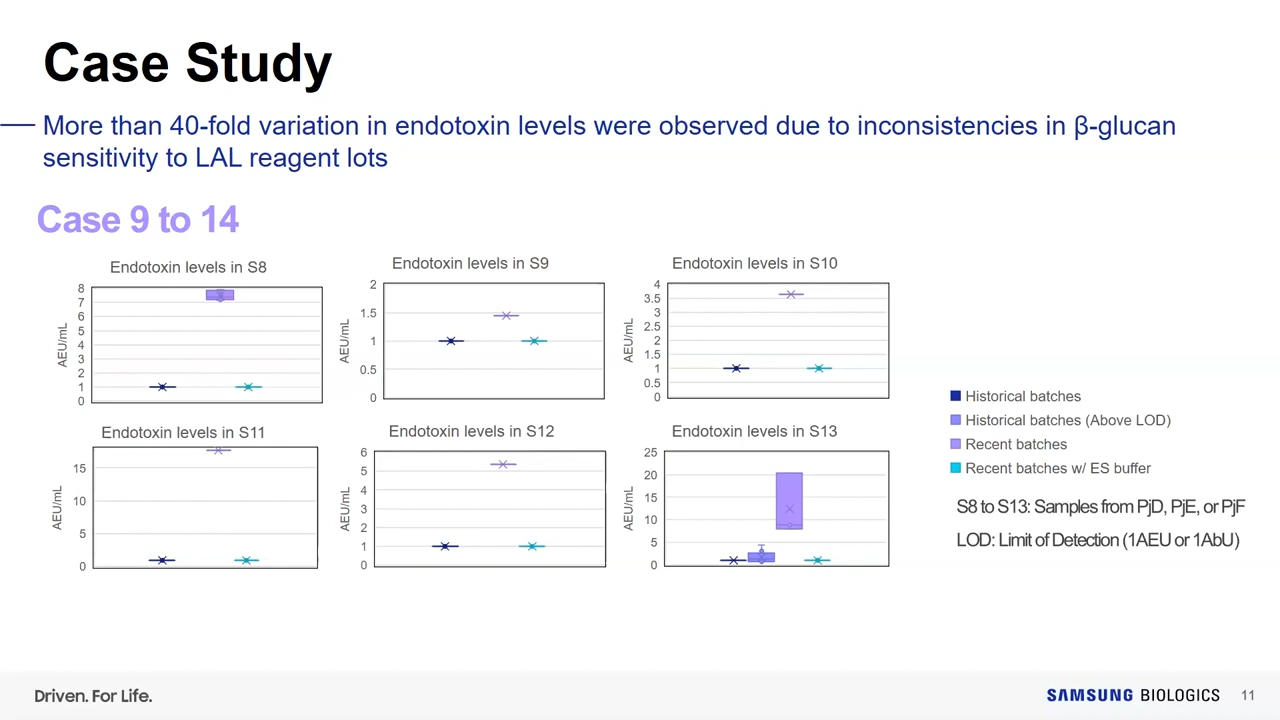 Case Study
More than 40-fold variation in endotoxin levels were observed due to inconsistencies in β-glucan
sensitivity to LAL reagent lots
Case 9 to 14
Endotoxin levels in S8
AEU/mL
8
7
6
5
4
3
2
1
0
Endotoxin levels in S9
AEU/mL
2
1.5
1
0.5
0
Endotoxin levels in S10
AEU/mL
4
3.5
3
2.5
2
1.5
1
0.5
0
Endotoxin levels in S11
AEU/mL
15
10
5
0
Endotoxin levels in S12
AEU/mL
6
5
4
3
2
1
0
Endotoxin levels in S13
AEU/mL
25
20
15
10
5
0
Historical batches
Historical batches (Above LOD)
Recent batches
Recent batches w/ ES buffer
S8 to S13: Samples from PjD, PjE, or PjF
LOD: Limit of Detection (1AEU or 1AbU)
Driven. For Life.
SAMSUNG BIOLOGICS
11